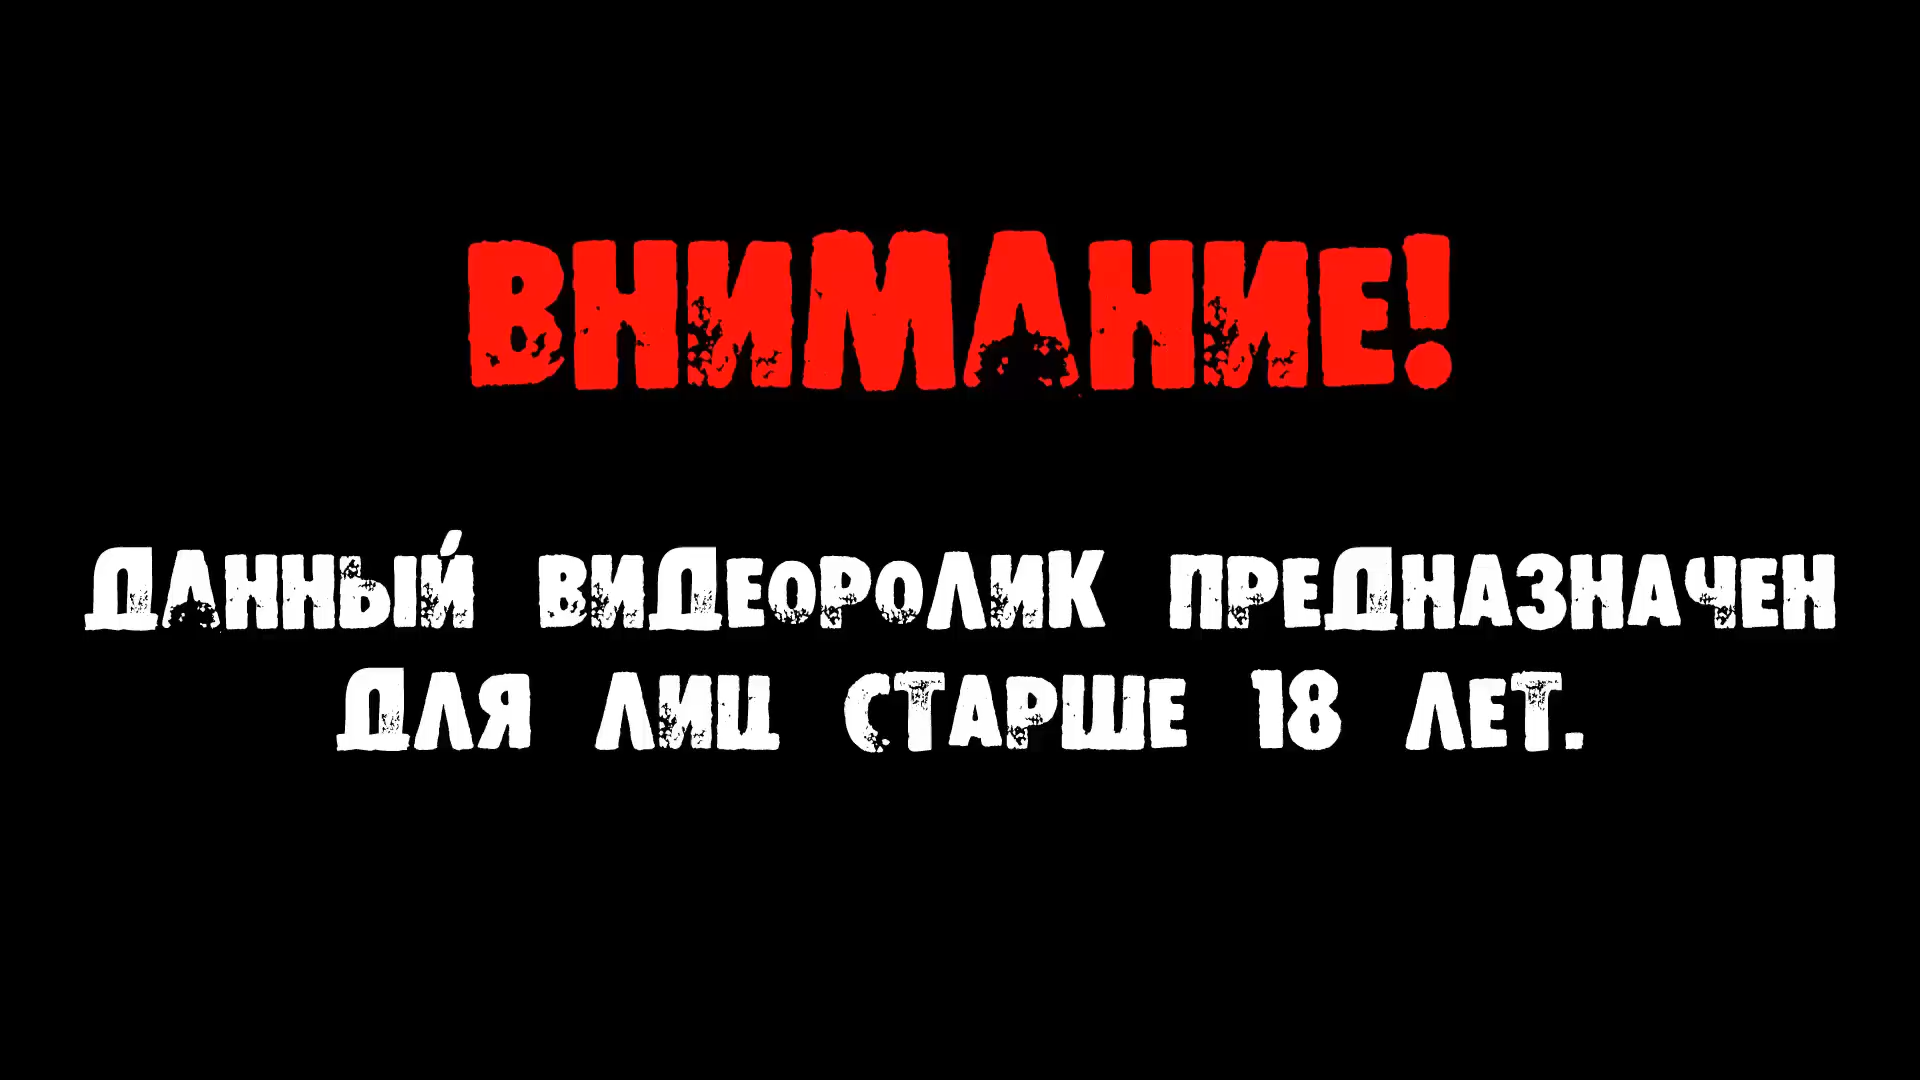 ВНИМАНИЕ!
ДАННЫЙ ВИДЕОРОЛИК ПРЕДНАЗНАЧЕН
ДЛЯ ЛИЦ СТАРШЕ 18 ЛЕТ.